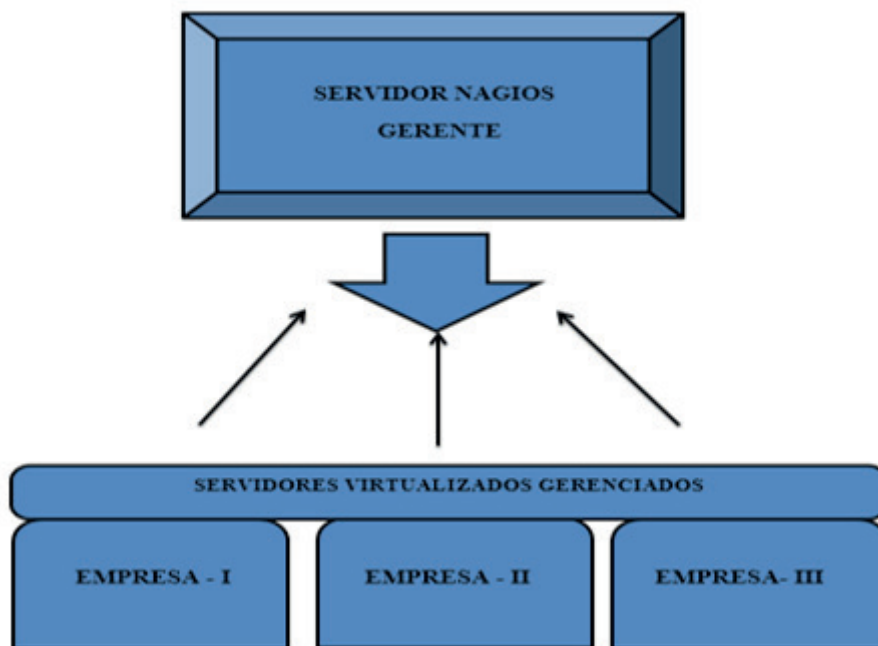 SERVIDOR NAGIOS
GERENTE
SERVIDORES VIRTUALIZADOS GERENCIADOS
EMPRESA - I
EMPRESA - II
EMPRESA- III